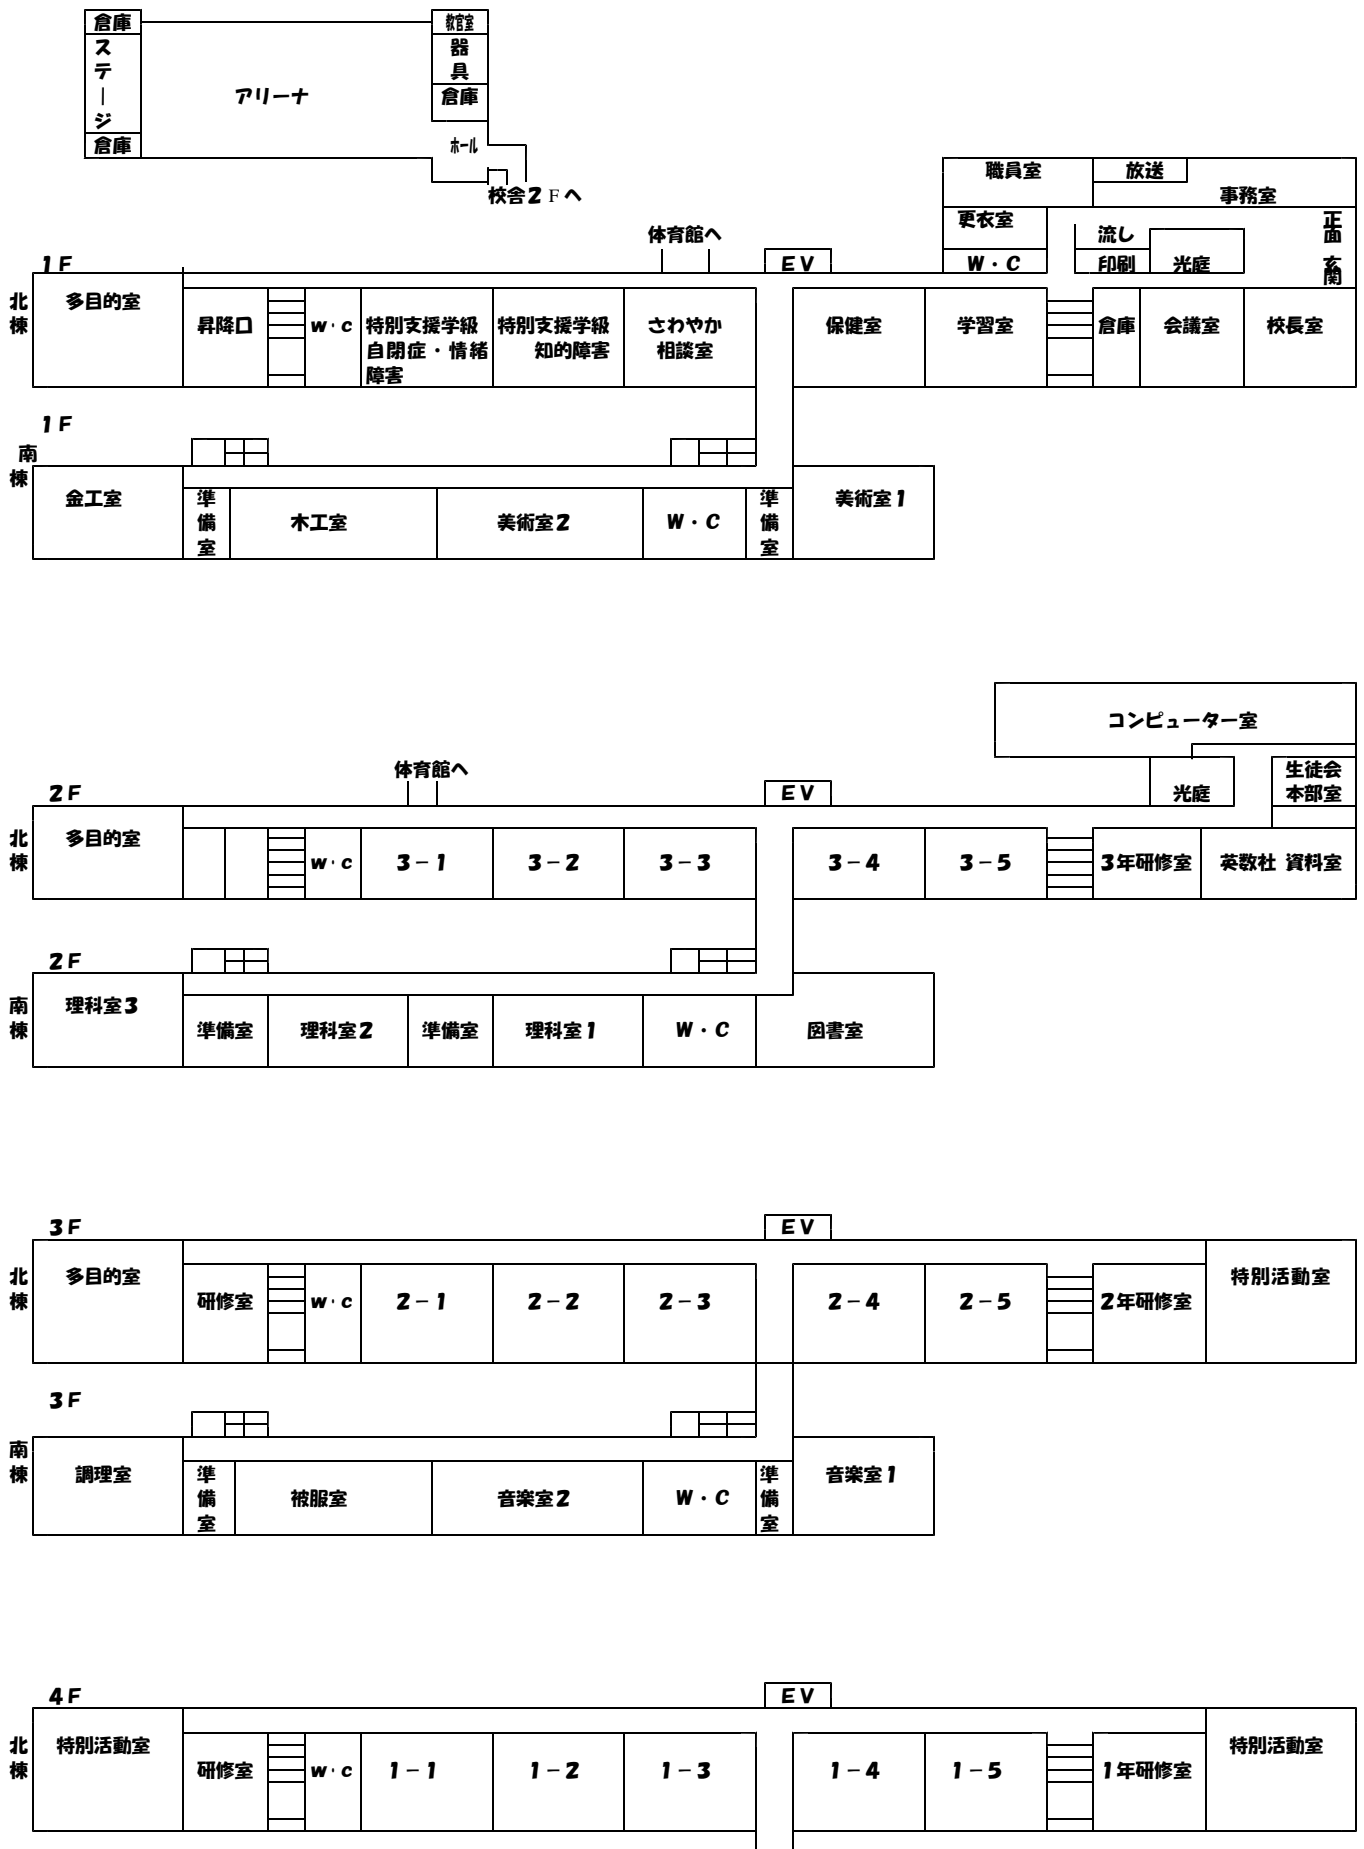 倉庫
教官室
ステージ
器具
アリーナ
倉庫
倉庫
ホール
校舎2Fへ
職員室
放送
事務室
体育館へ
更衣室
流し
正面玄関
1F
EV
W・C
印刷
光庭
北棟
多目的室
昇降口
W・C
特別支援学級
自閉症・情緒
障害
特別支援学級
知的障害
さわやか
相談室
保健室
学習室
倉庫
会議室
校長室
1F
南棟
金工室
準備室
木工室
美術室2
W・C
準備室
美術室1
コンピューター室
体育館へ
生徒会
本部室
2F
EV
光庭
北棟
多目的室
W・C
3-1
3-2
3-3
3-4
3-5
3年研修室
英数社 資料室
2F
南棟
理科室3
準備室
理科室2
準備室
理科室1
W・C
図書室
3F
EV
北棟
多目的室
研修室
W・C
2-1
2-2
2-3
2-4
2-5
2年研修室
特別活動室
3F
南棟
調理室
準備室
被服室
音楽室2
W・C
準備室
音楽室1
4F
EV
北棟
特別活動室
研修室
W・C
1-1
1-2
1-3
1-4
1-5
1年研修室
特別活動室